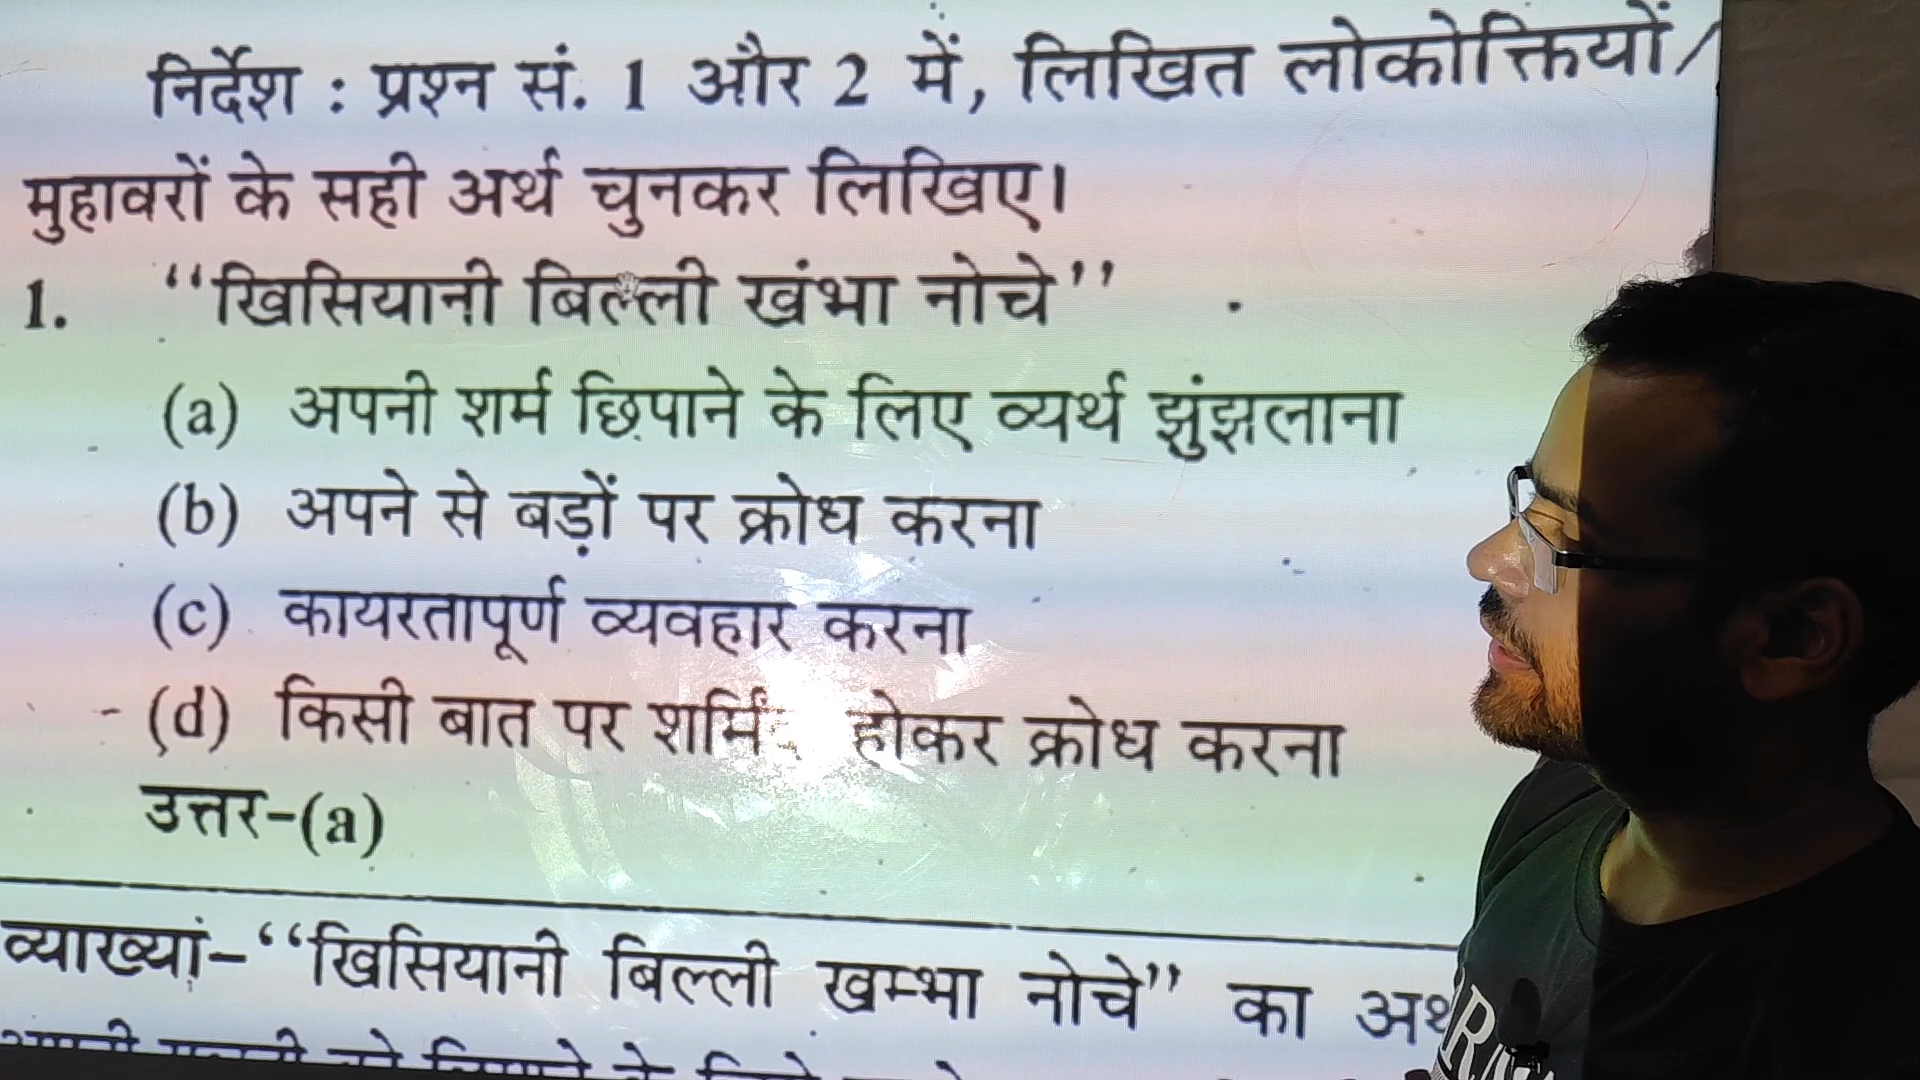 निर्देश : प्रश्न सं. 1 और 2 में, लिखित लोकोक्तियों/
मुहावरों के सही अर्थ चुनकर लिखिए।
1. “खिसियानी बिल्ली खंभा नोचे”
(a) अपनी शर्म छिपाने के लिए व्यर्थ झुंझलाना
(b) अपने से बड़ों पर क्रोध करना
(c) कायरतापूर्ण व्यवहार करना
(d) किसी बात पर होकर क्रोध करना
उत्तर-(a)
व्याख्यां-“खिसियानी बिल्ली खम्भा नोचे” का